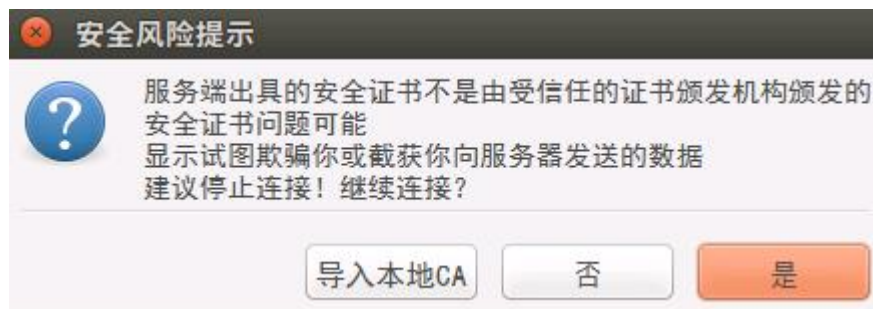 安全风险提示
服务端出具的安全证书不是由受信任的证书颁发机构颁发的
安全证书问题可能
显示试图欺骗你或截获你向服务器发送的数据
建议停止连接！继续连接？
导入本地CA
否
是